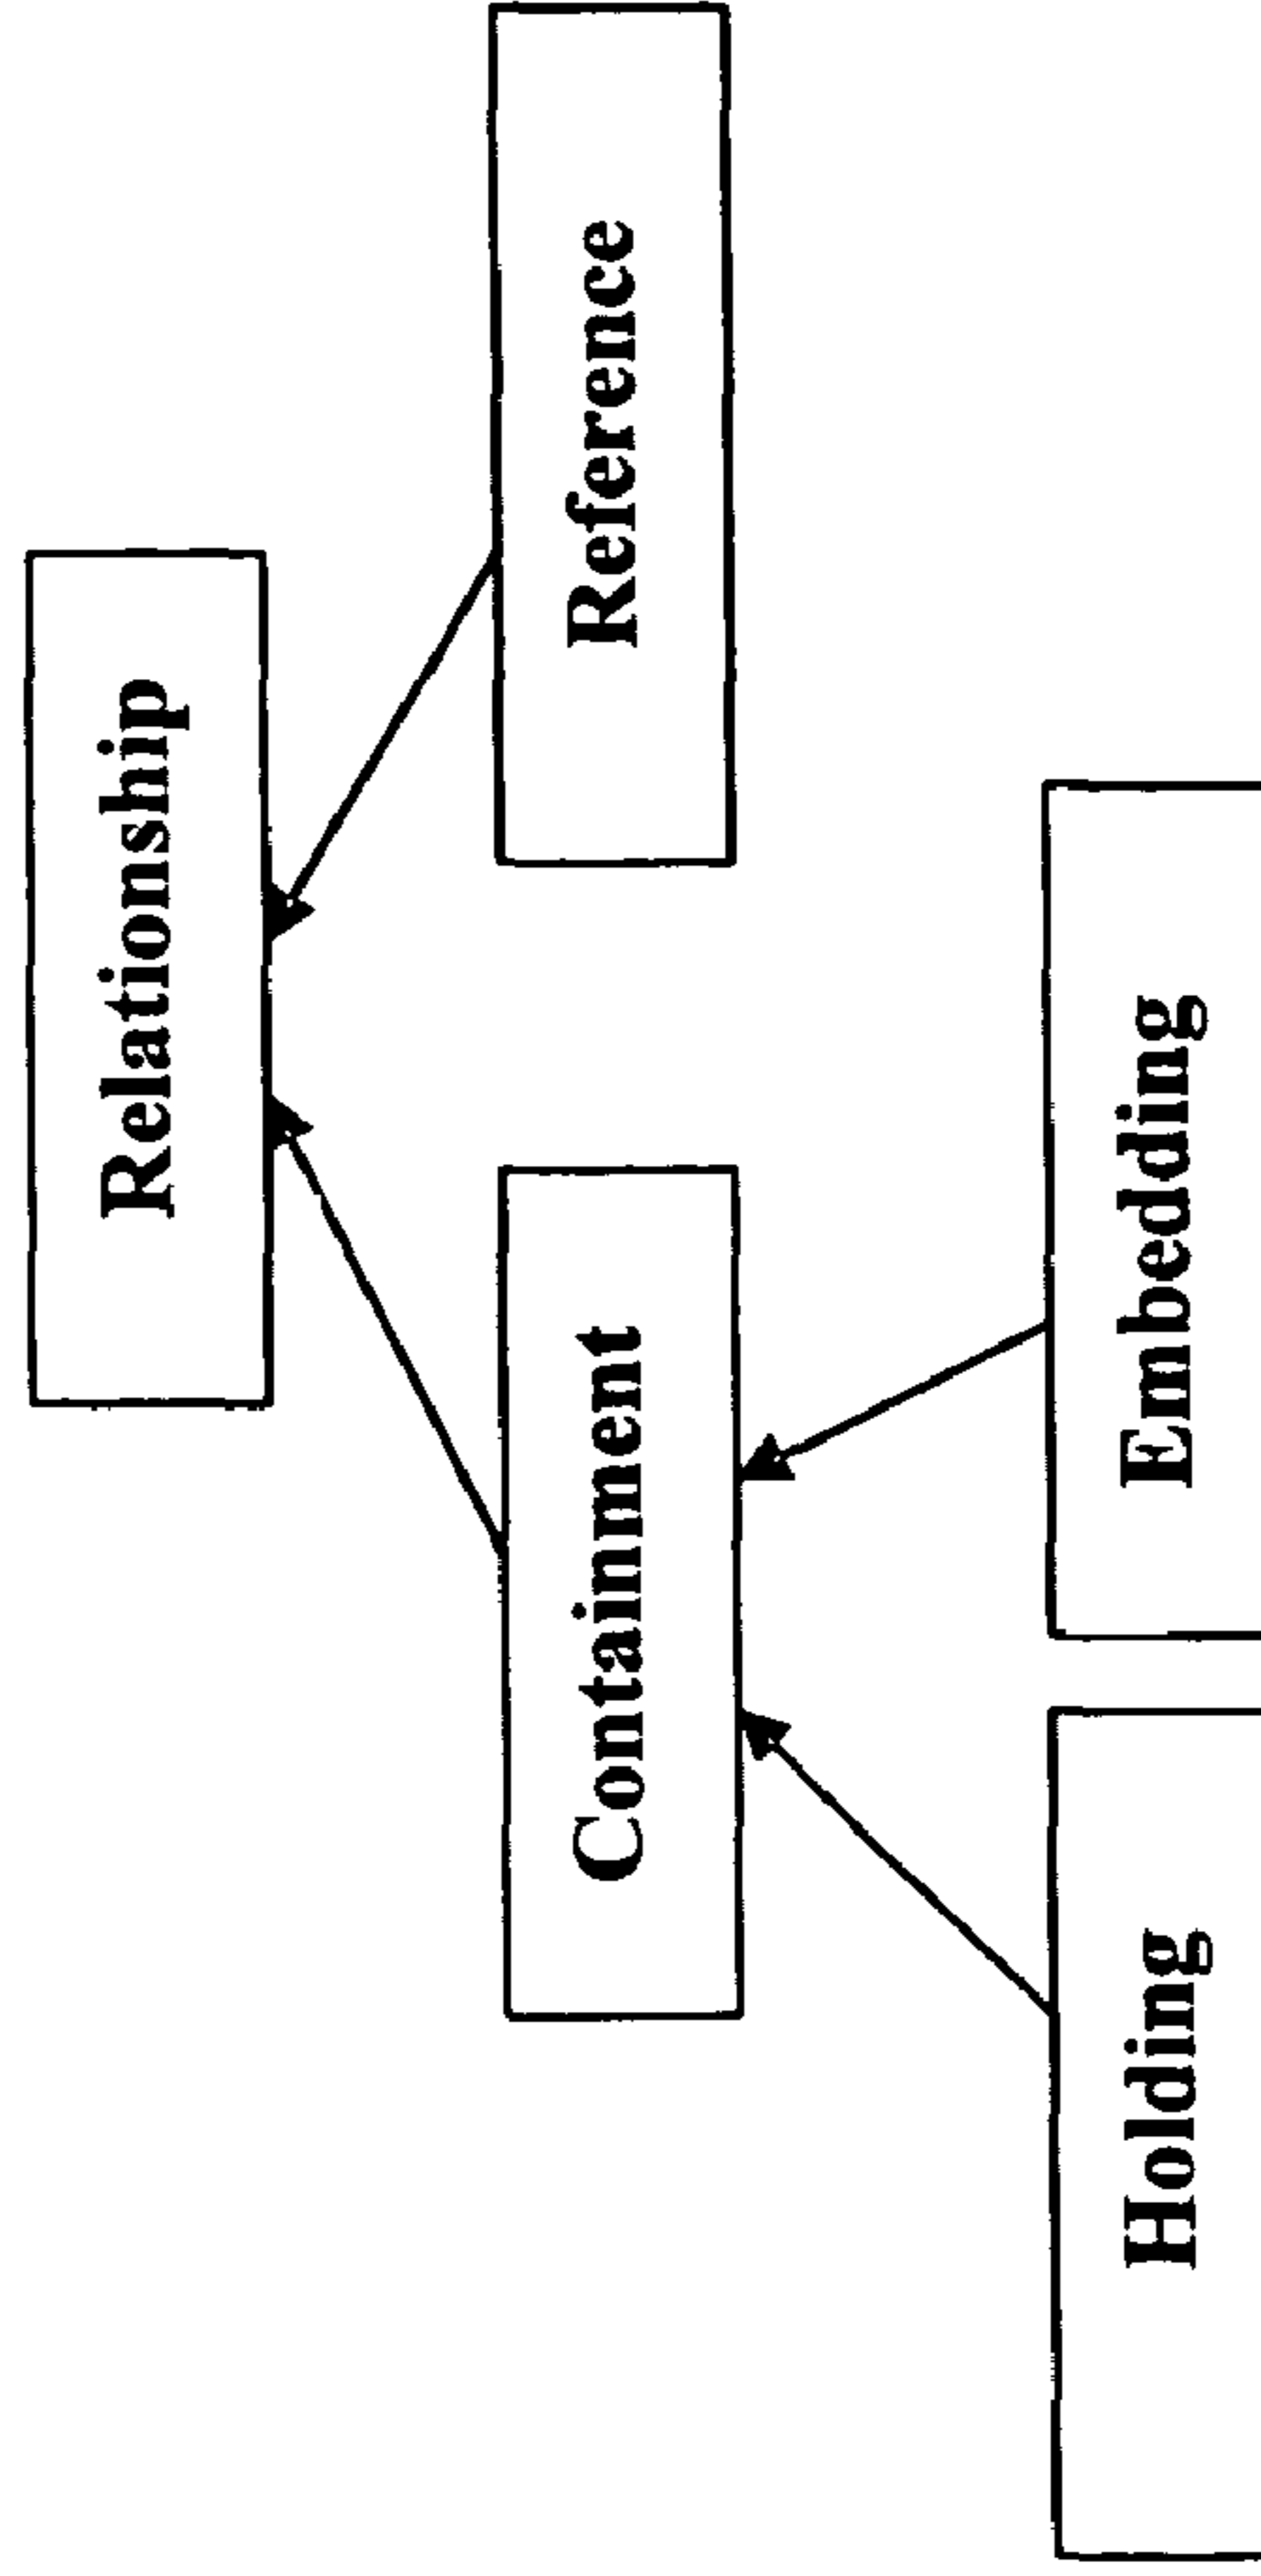 Relationship
Containment
Reference
Holding
Embedding